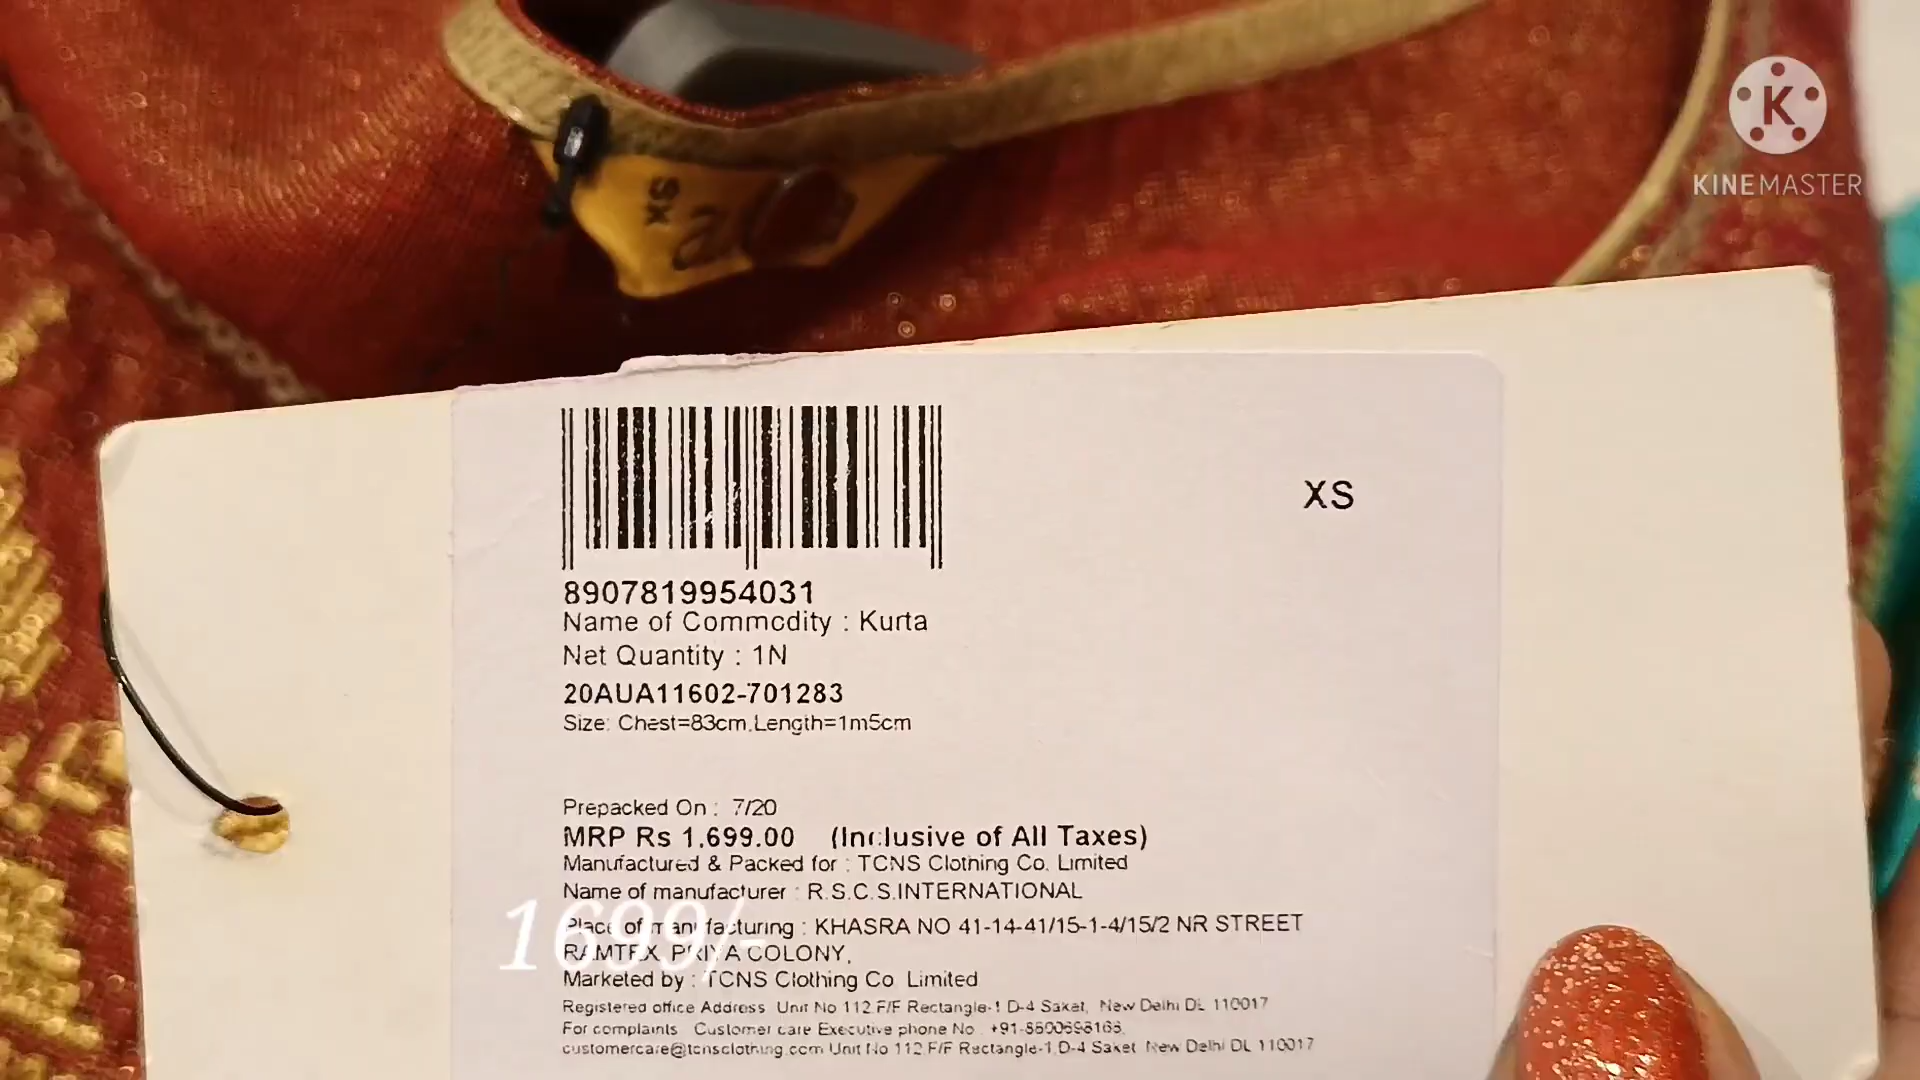 K
KINEMASTER
XS
XS
8907819954031
Name of Commodity : Kurta
Net Quantity : 1N
20AUA11602-701283
Size: Chest=83cm,Length=1m5cm
Prepacked On : 7/20
MRP Rs 1,699.00 (Inclusive of All Taxes)
Manufactured & Packed for : TCNS Clothing Co. Limited
Name of manufacturer : R.S.C.S.INTERNATIONAL
Place of manufacturing : KHASRA NO 41-14-41/15-1-4/15/2 NR STREET
RAMTEX, PRIYA COLONY,
1699/-
Marketed by : TCNS Clothing Co. Limited
Registered office Address Unit No 112 F/F Rectangle-1 D-4 Saket, New Delhi DL 110017
For complaints Customer care Executive phone No
customercare@tcnsclothing.com Unit No 112 F/F Rectangle-1,D-4 Saket New Delhi DL 110017